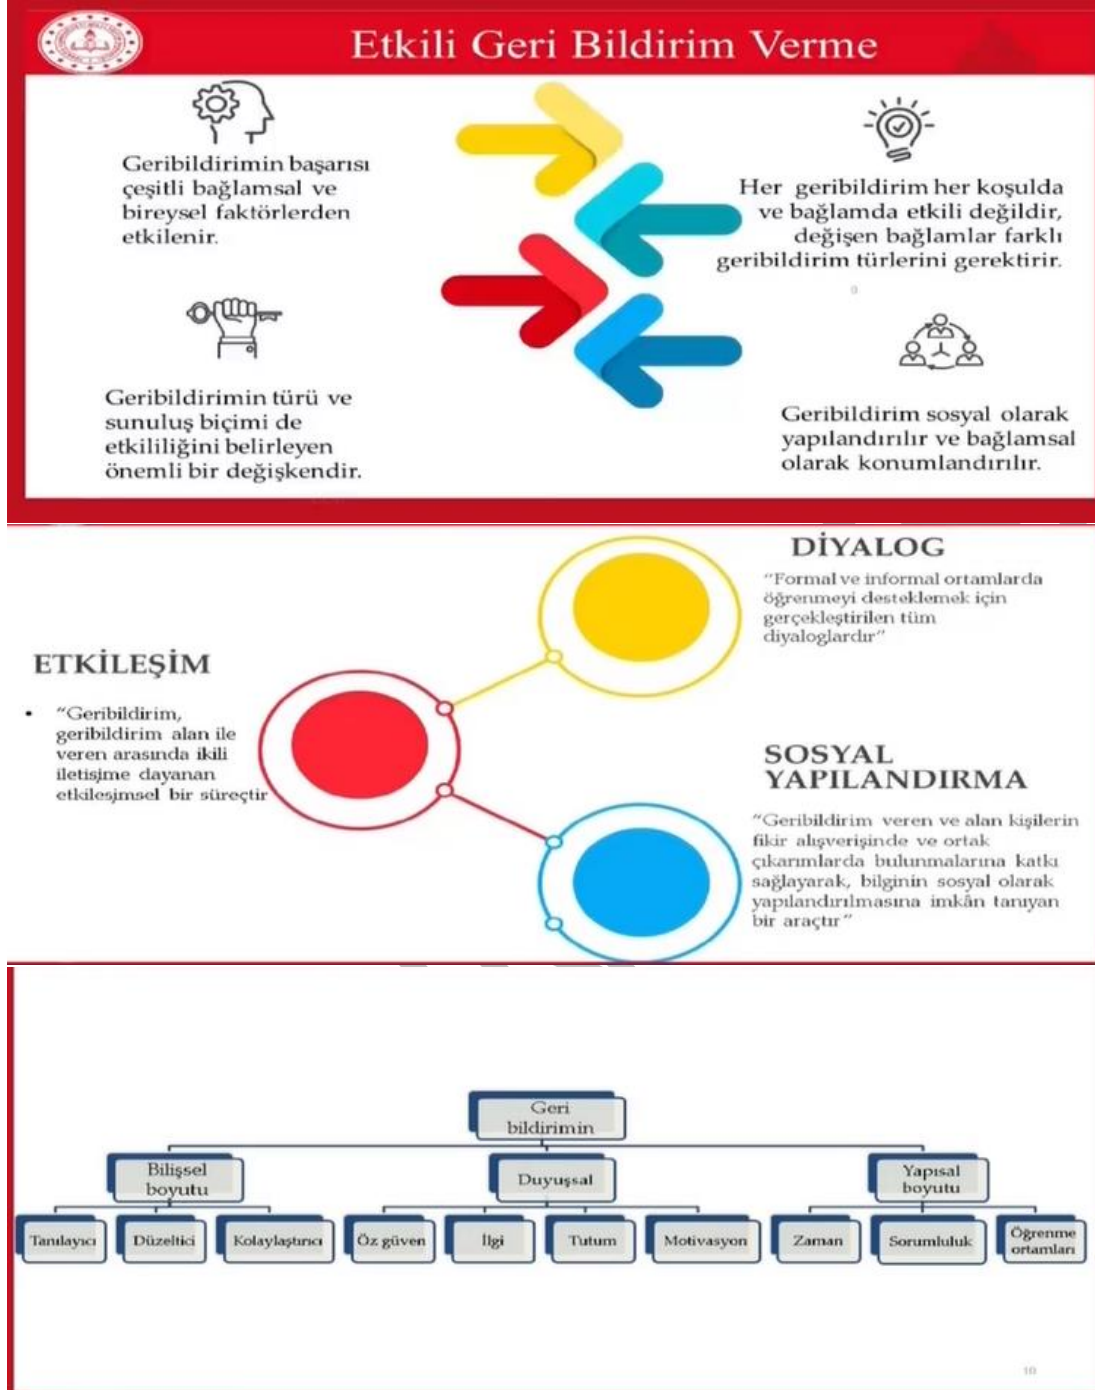 Etkili Geri Bildirim Verme
Geribildirimin başarısı
çeşitli bağlamsal ve
bireysel faktörlerden
etkilenir.
Her geribildirim her koşulda
ve bağlamda etkili değildir,
değişen bağlamlar farklı
geribildirim türlerini gerektirir.
9
Geribildirimin türü ve
sunuluş biçimi de
etkililiğini belirleyen
önemli bir değişkendir.
Geribildirim sosyal olarak
yapılandırılır ve bağlamsal
olarak konumlandırılır.
DİYALOG
“Formal ve informal ortamlarda
öğrenmeyi desteklemek için
gerçekleştirilen tüm
diyaloglardır”
ETKİLEŞİM
• “Geribildirim,
geribildirim alan ile
veren arasında ikili
iletişime dayanan
etkileşimsel bir süreçtir
SOSYAL
YAPILANDIRMA
“Geribildirim veren ve alan kişilerin
fikir alışverişinde ve ortak
çıkarımlarda bulunmalarına katkı
sağlayarak, bilginin sosyal olarak
yapılandırılmasına imkân tanıyan
bir araçtır”
Geri
bildirimin
Bilişsel
boyutu
Duyuşsal
Yapısal
boyutu
Tanılayıcı
Düzeltici
Kolaylaştırıcı
Öz güven
İlgi
Tutum
Motivasyon
Zaman
Sorumluluk
Öğrenme
ortamları
10